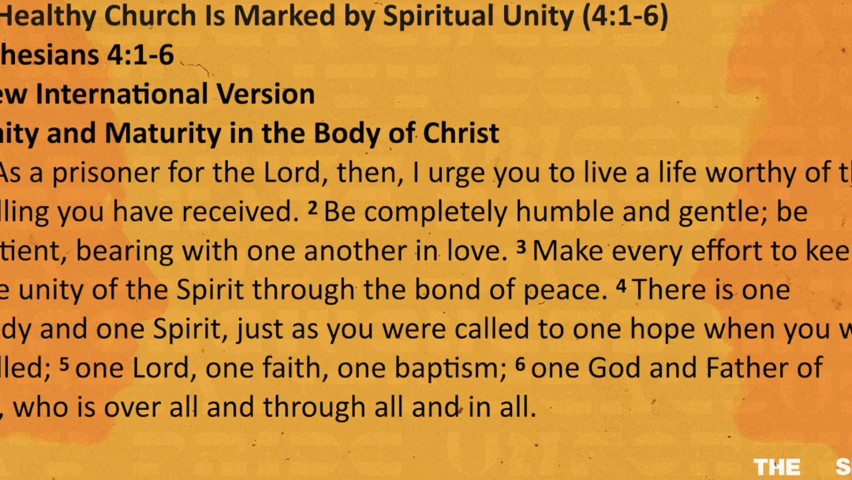 Healthy Church Is Marked by Spiritual Unity (4:1-6)
hesians 4:1-6
ew International Version
nity and Maturity in the Body of Christ
As a prisoner for the Lord, then, I urge you to live a life worthy of th
lling you have received. 2 Be completely humble and gentle; be
tient, bearing with one another in love. 3 Make every effort to kee
e unity of the Spirit through the bond of peace. 4 There is one
dy and one Spirit, just as you were called to one hope when you w
lled; 5 one Lord, one faith, one baptism; 6 one God and Father of
, who is over all and through all and in all.
THE S